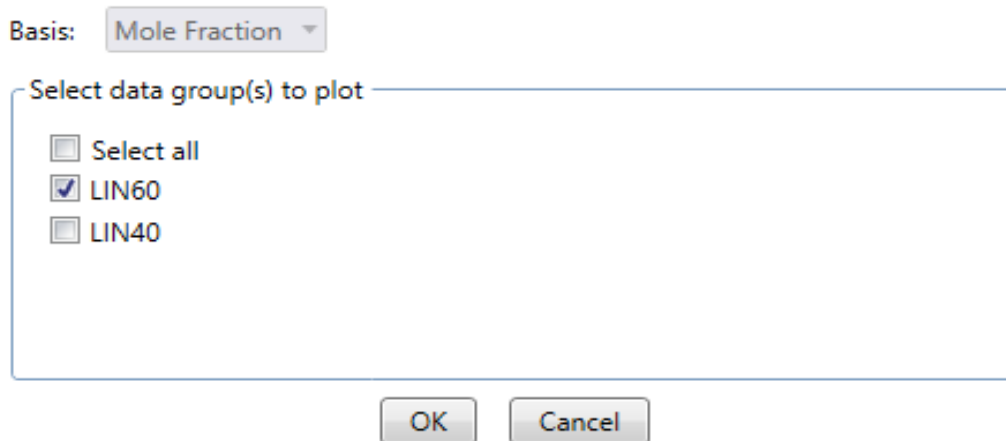 Basis: Mole Fraction
Select data group(s) to plot
Select all
LIN60
LIN40
OK Cancel